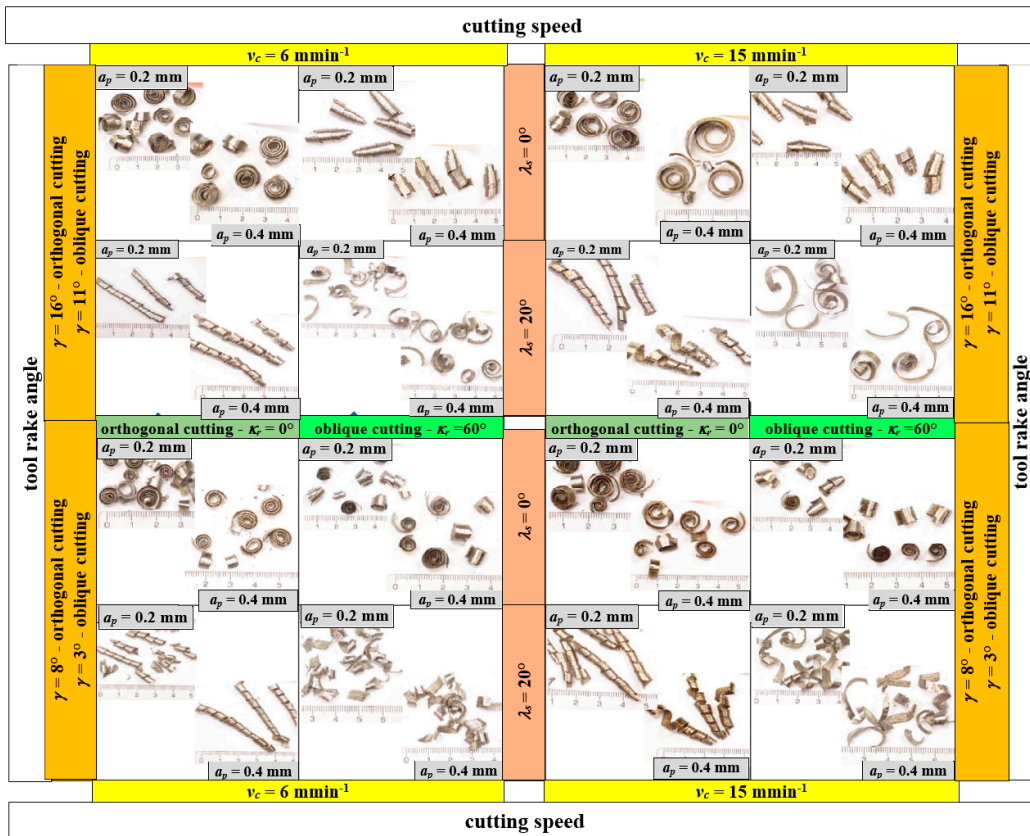 cutting speed
v_c = 6 mmin⁻¹
v_c = 15 mmin⁻¹
tool rake angle
γ = 16° - orthogonal cutting
γ = 11° - oblique cutting
a_p = 0.2 mm
a_p = 0.2 mm
λ_s = 0°
a_p = 0.2 mm
a_p = 0.2 mm
γ = 16° - orthogonal cutting
γ = 11° - oblique cutting
tool rake angle
a_p = 0.4 mm
a_p = 0.4 mm
a_p = 0.4 mm
a_p = 0.4 mm
a_p = 0.2 mm
a_p = 0.2 mm
λ_s = 20°
a_p = 0.2 mm
a_p = 0.2 mm
a_p = 0.4 mm
a_p = 0.4 mm
a_p = 0.4 mm
a_p = 0.4 mm
orthogonal cutting - κ_r = 0°
oblique cutting - κ_r =60°
orthogonal cutting - κ_r = 0°
oblique cutting - κ_r =60°
γ = 8° - orthogonal cutting
γ = 3° - oblique cutting
a_p = 0.2 mm
a_p = 0.2 mm
λ_s = 0°
a_p = 0.2 mm
a_p = 0.2 mm
γ = 8° - orthogonal cutting
γ = 3° - oblique cutting
a_p = 0.4 mm
a_p = 0.4 mm
a_p = 0.4 mm
a_p = 0.4 mm
a_p = 0.2 mm
a_p = 0.2 mm
λ_s = 20°
a_p = 0.2 mm
a_p = 0.2 mm
a_p = 0.4 mm
a_p = 0.4 mm
a_p = 0.4 mm
a_p = 0.4 mm
v_c = 6 mmin⁻¹
v_c = 15 mmin⁻¹
cutting speed